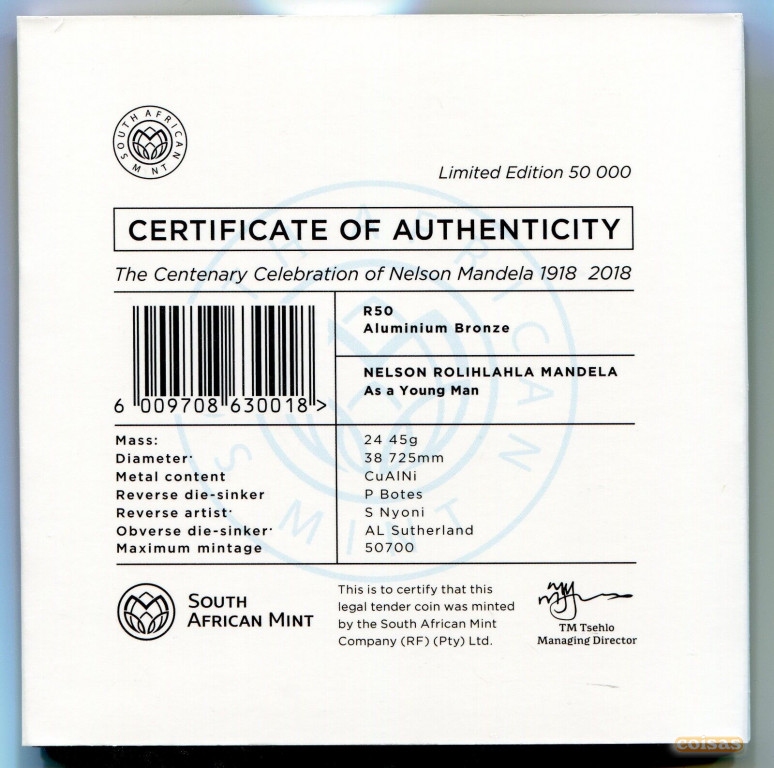 SOUTH AFRICAN MINT
Limited Edition 50 000
CERTIFICATE OF AUTHENTICITY
The Centenary Celebration of Nelson Mandela 1918 2018
R50
Aluminium Bronze
NELSON ROLIHLAHLA MANDELA
As a Young Man
6 009708 630018 >
Mass: 24 45g
Diameter· 38 725mm
Metal content CuAlNi
Reverse die-sinker P Botes
Reverse artist· S Nyoni
Obverse die-sinker· AL Sutherland
Maximum mintage 50700
SOUTH AFRICAN MINT
SOUTH
AFRICAN MINT
This is to certify that this
legal tender coin was minted
by the South African Mint
Company (RF) (Pty) Ltd.
TM Tsehlo
Managing Director
coisas